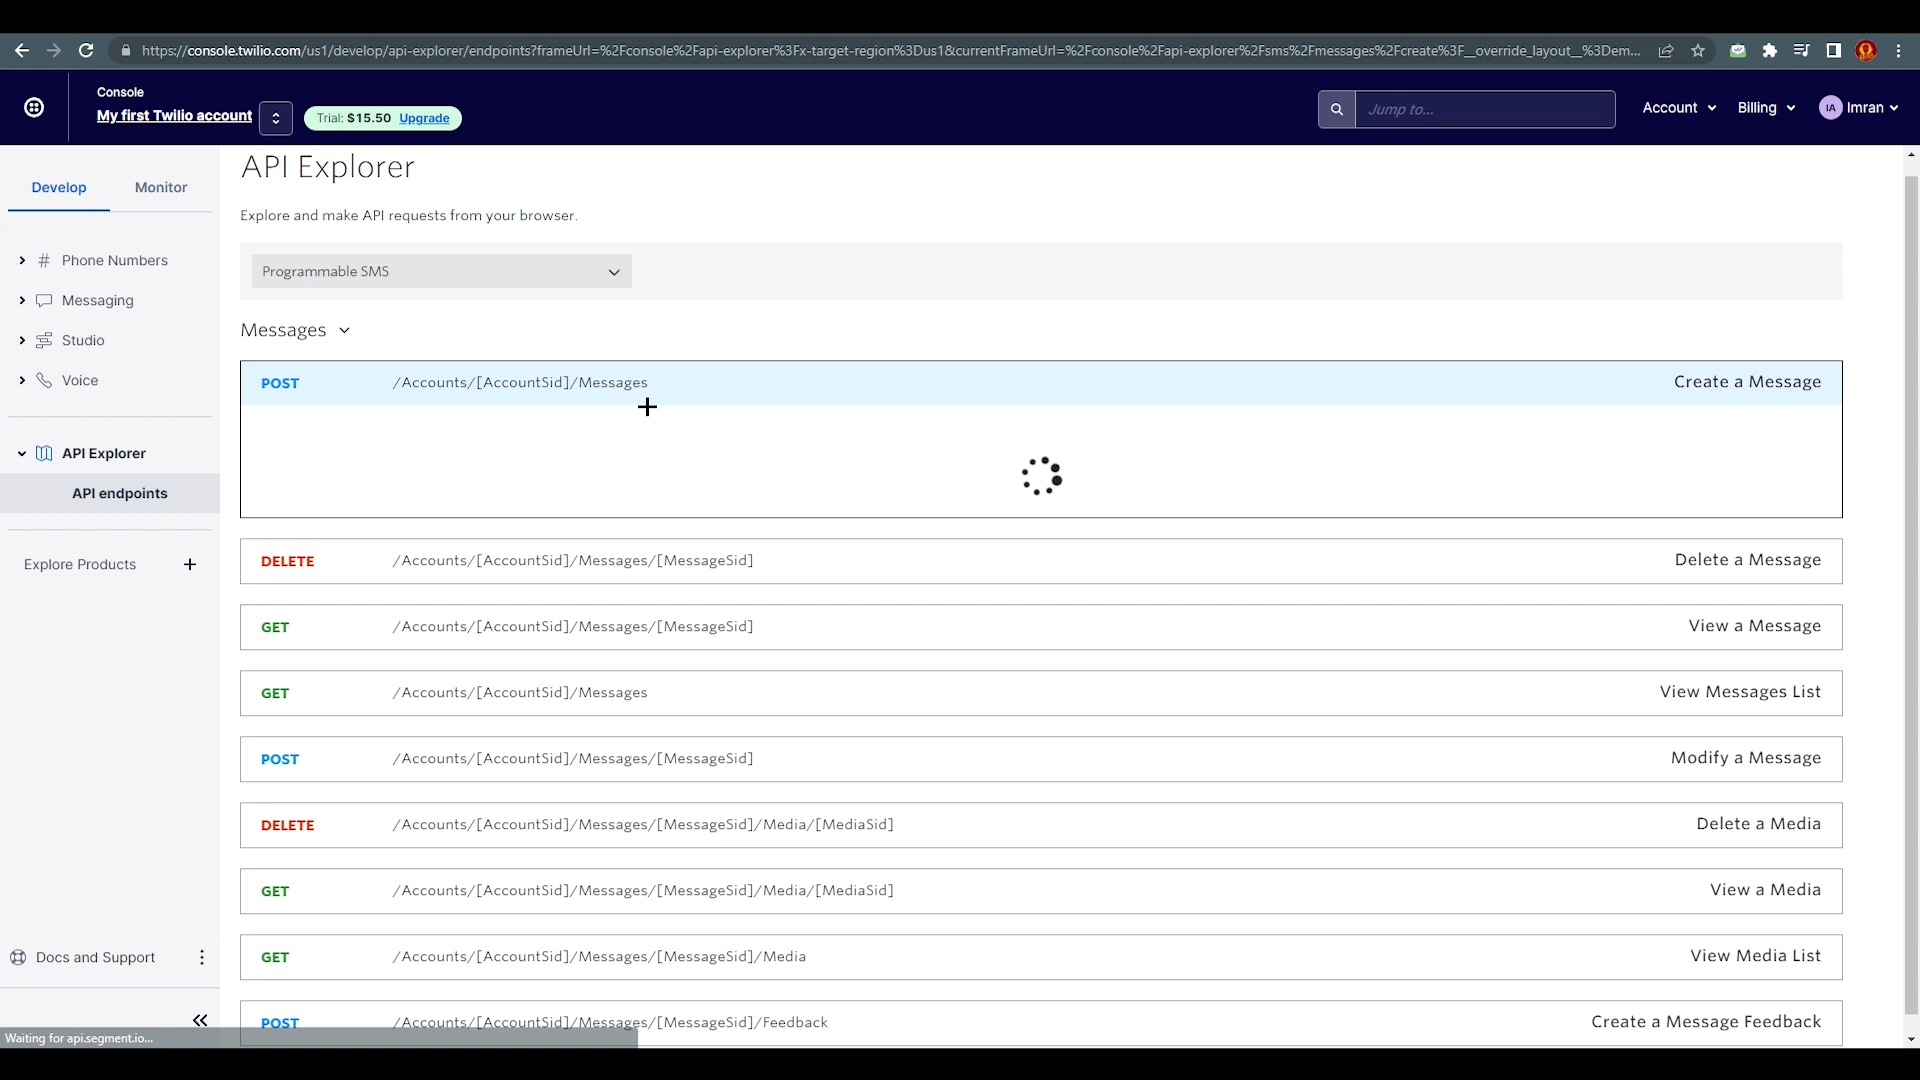 https://console.twilio.com/us1/develop/api-explorer/endpoints?frameUrl=%2Fconsole%2Fapi-explorer%3Fx-target-region%3Dus1&currentFrameUrl=%2Fconsole%2Fapi-explorer%2Fsms%2Fmessages%2Fcreate%3F__override_layout__%3Dem...
Console
My first Twilio account
Trial: $15.50 Upgrade
Jump to...
Account
Billing
IA Imran
Develop
Monitor
# Phone Numbers
Messaging
Studio
Voice
API Explorer
API endpoints
Explore Products +
Docs and Support
Waiting for api.segment.io...
API Explorer
Explore and make API requests from your browser.
Programmable SMS
Messages
POST /Accounts/[AccountSid]/Messages Create a Message
DELETE /Accounts/[AccountSid]/Messages/[MessageSid] Delete a Message
GET /Accounts/[AccountSid]/Messages/[MessageSid] View a Message
GET /Accounts/[AccountSid]/Messages View Messages List
POST /Accounts/[AccountSid]/Messages/[MessageSid] Modify a Message
DELETE /Accounts/[AccountSid]/Messages/[MessageSid]/Media/[MediaSid] Delete a Media
GET /Accounts/[AccountSid]/Messages/[MessageSid]/Media/[MediaSid] View a Media
GET /Accounts/[AccountSid]/Messages/[MessageSid]/Media View Media List
POST /Accounts/[AccountSid]/Messages/[MessageSid]/Feedback Create a Message Feedback